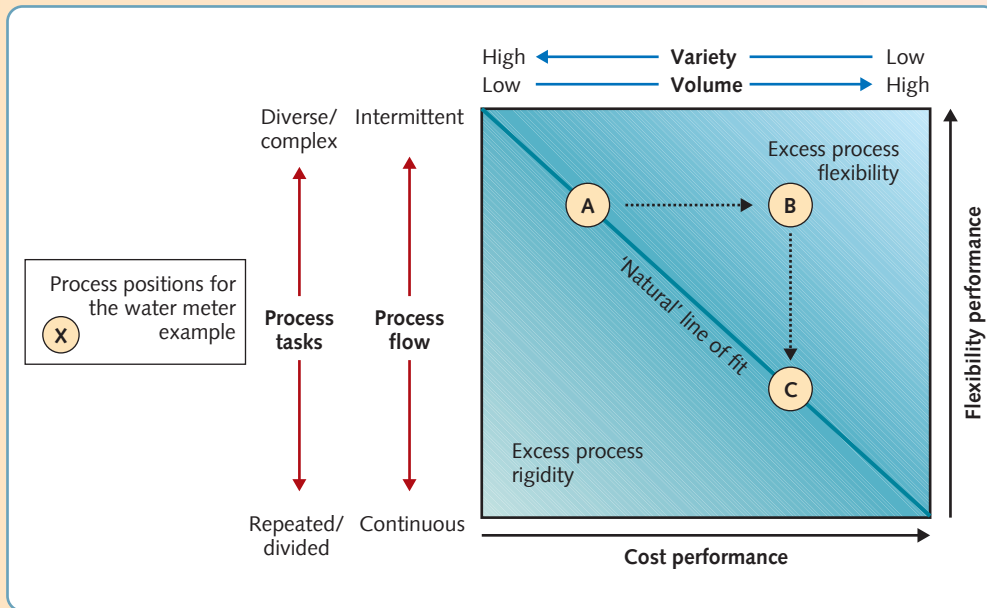 High Variety Low
Low Volume High
Diverse/
complex
Intermittent
Excess process
flexibility
A
B
Process positions for
the water meter
example
X
Process
tasks
Process
flow
'Natural' line of fit
C
Flexibility performance
Excess process
rigidity
Repeated/
divided
Continuous
Cost performance